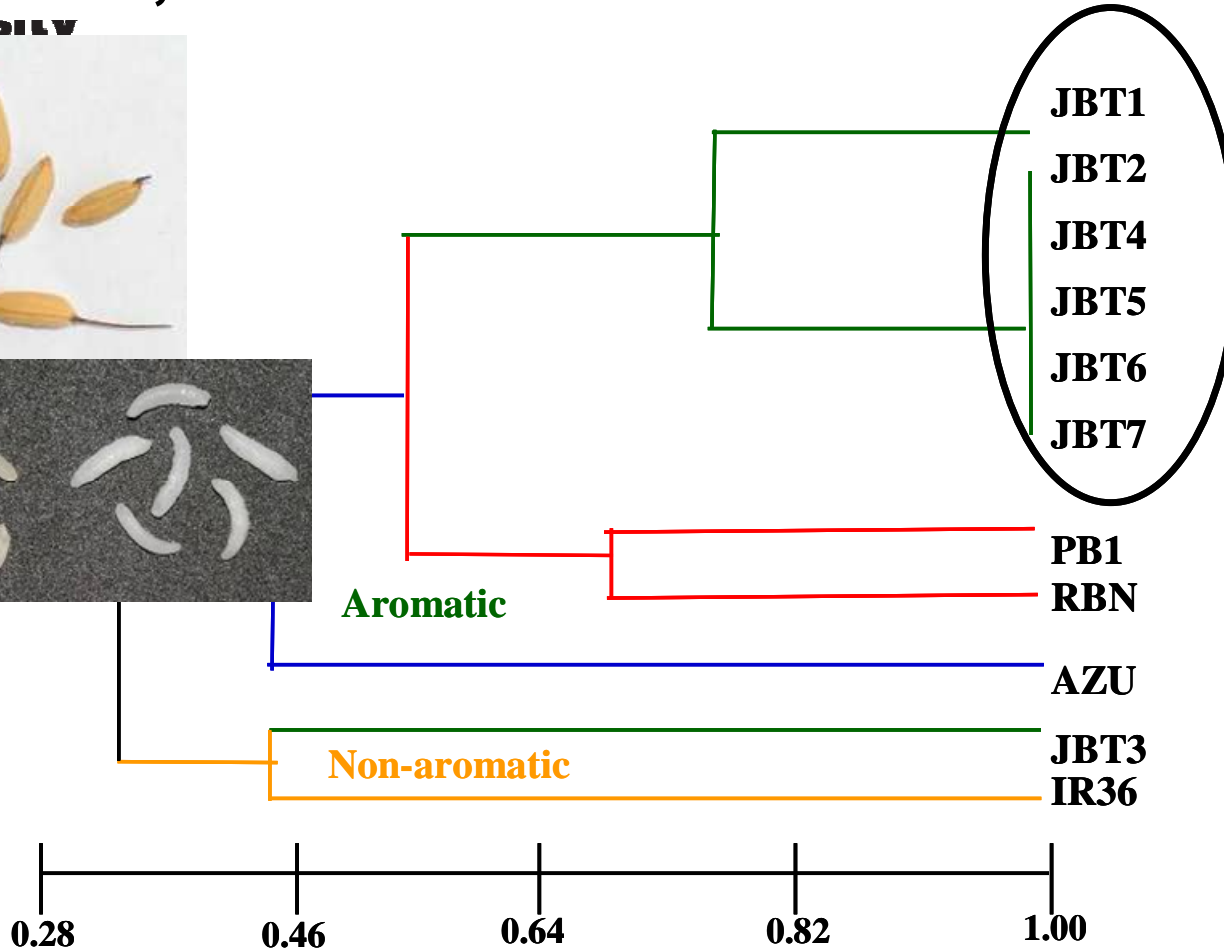 JBT1
JBT2
JBT4
JBT5
JBT6
JBT7
PB1
RBN
Aromatic
AZU
JBT3
Non-aromatic
IR36
0.28 0.46 0.64 0.82 1.00